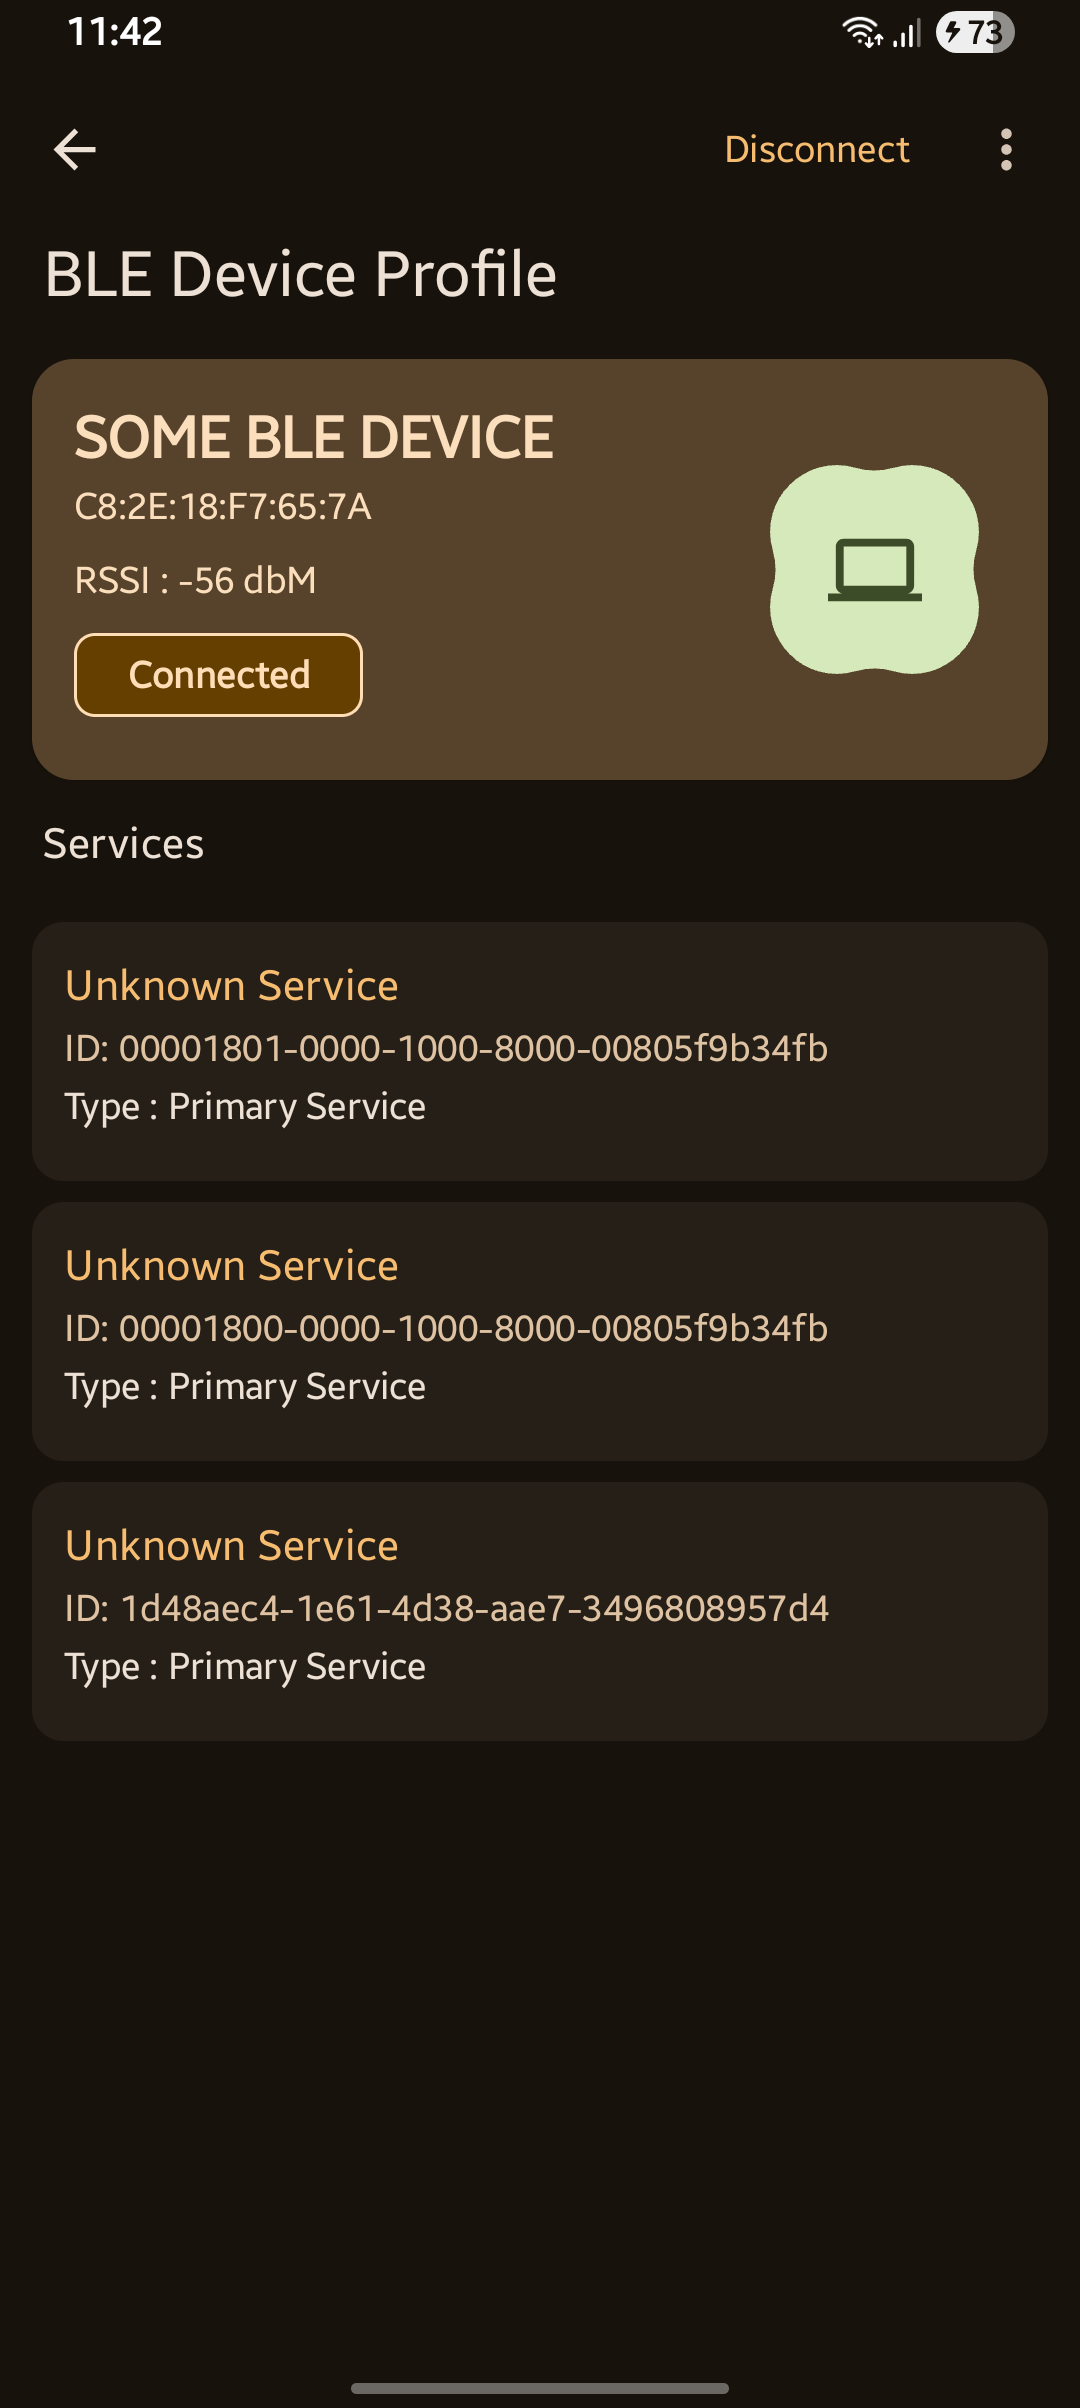 11:42
73
Disconnect
BLE Device Profile
SOME BLE DEVICE
C8:2E:18:F7:65:7A
RSSI : -56 dbM
Connected
Services
Unknown Service
ID: 00001801-0000-1000-8000-00805f9b34fb
Type : Primary Service
Unknown Service
ID: 00001800-0000-1000-8000-00805f9b34fb
Type : Primary Service
Unknown Service
ID: 1d48aec4-1e61-4d38-aae7-3496808957d4
Type : Primary Service